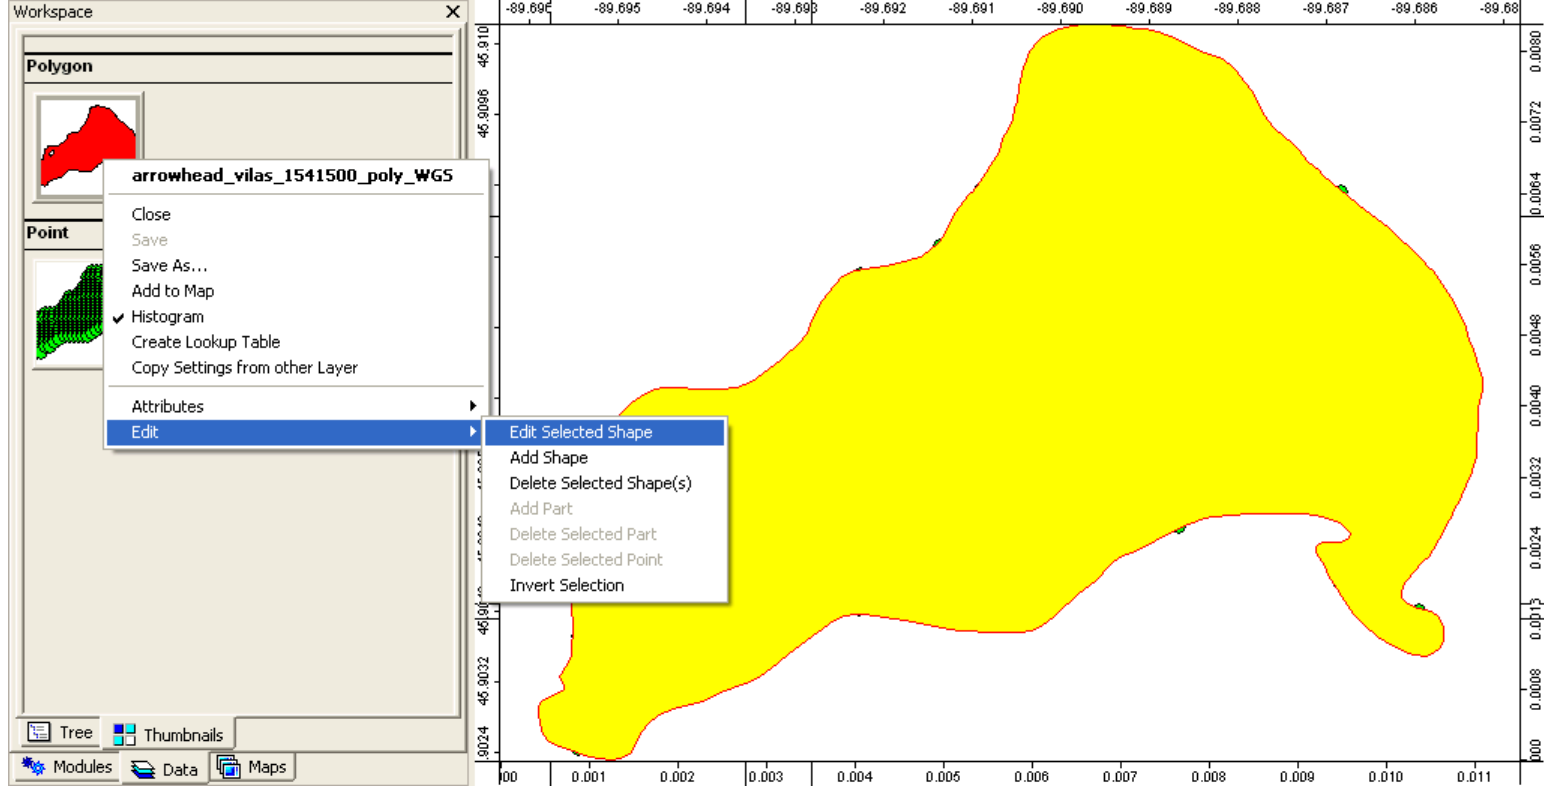 Workspace
Polygon
Point
arrowhead_vilas_1541500_poly_WGS
Close
Save
Save As...
Add to Map
Histogram
Create Lookup Table
Copy Settings from other Layer
Attributes
Edit
Edit Selected Shape
Add Shape
Delete Selected Shape(s)
Add Part
Delete Selected Part
Delete Selected Point
Invert Selection
Tree
Thumbnails
Modules
Data
Maps
-89.695 -89.694 -89.692 -89.691 -89.690 -89.689 -89.688 -89.687 -89.686 -89.68
45.910
45.9096
45.9032
.9024
0.0080
0.0072
0.0064
0.0056
0.0048
0.0040
0.0032
0.0024
0.0008
000
00 0.001 0.002 0.003 0.004 0.005 0.006 0.007 0.008 0.009 0.010 0.011